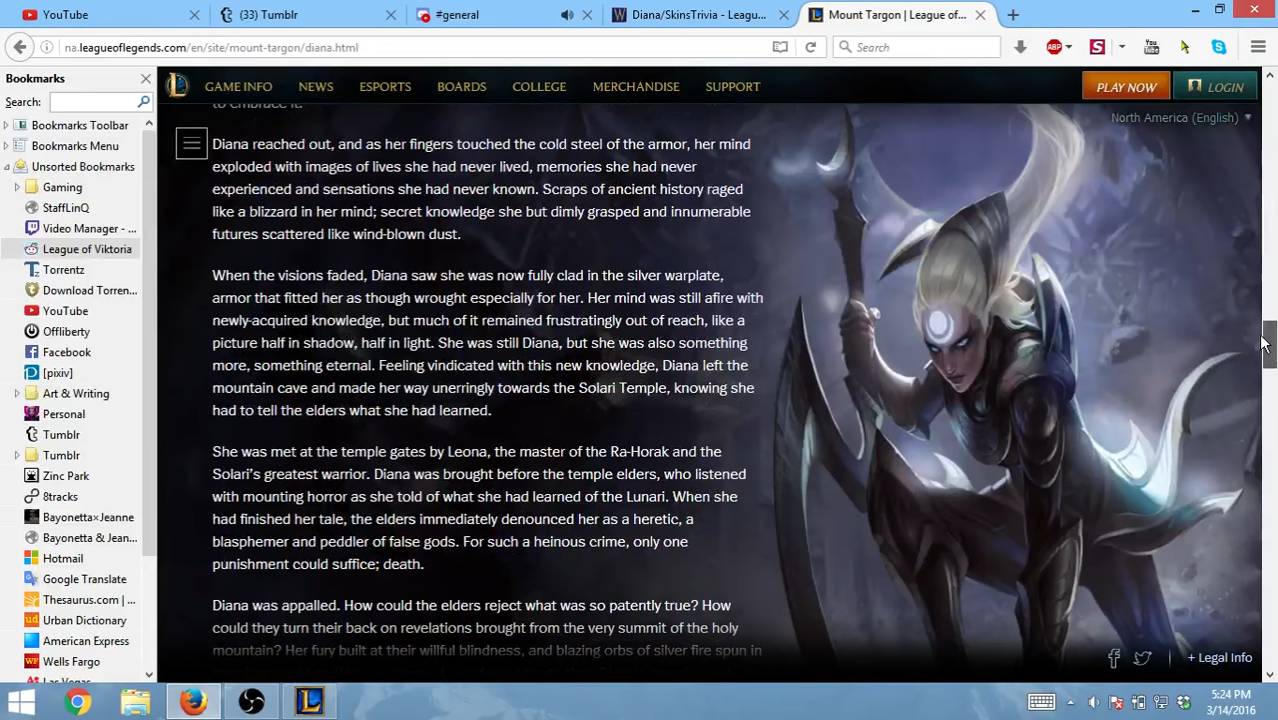 YouTube
(33) Tumblr
#general
Diana/SkinsTrivia - Leagu...
Mount Targon | League of...
na.leagueoflegends.com/en/site/mount-targon/diana.html
Search
ABP
S
You
Tube
Bookmarks
Search:
Bookmarks Toolbar
Bookmarks Menu
Unsorted Bookmarks
Gaming
StaffLinQ
Video Manager - ...
League of Viktoria
Torrentz
Download Torren...
YouTube
Offliberty
Facebook
[pixiv]
Art & Writing
Personal
Tumblr
Tumblr
Zinc Park
8tracks
Bayonetta×Jeanne
Bayonetta & Jean...
Hotmail
Google Translate
Thesaurus.com | ...
Urban Dictionary
American Express
Wells Fargo
Las Vegas
GAME INFO
NEWS
ESPORTS
BOARDS
COLLEGE
MERCHANDISE
SUPPORT
PLAY NOW
LOGIN
North America (English)
to embrace it.
Diana reached out, and as her fingers touched the cold steel of the armor, her mind
exploded with images of lives she had never lived, memories she had never
experienced and sensations she had never known. Scraps of ancient history raged
like a blizzard in her mind; secret knowledge she but dimly grasped and innumerable
futures scattered like wind-blown dust.
When the visions faded, Diana saw she was now fully clad in the silver warplate,
armor that fitted her as though wrought especially for her. Her mind was still afire with
newly-acquired knowledge, but much of it remained frustratingly out of reach, like a
picture half in shadow, half in light. She was still Diana, but she was also something
more, something eternal. Feeling vindicated with this new knowledge, Diana left the
mountain cave and made her way unerringly towards the Solari Temple, knowing she
had to tell the elders what she had learned.
She was met at the temple gates by Leona, the master of the Ra-Horak and the
Solari's greatest warrior. Diana was brought before the temple elders, who listened
with mounting horror as she told of what she had learned of the Lunari. When she
had finished her tale, the elders immediately denounced her as a heretic, a
blasphemer and peddler of false gods. For such a heinous crime, only one
punishment could suffice; death.
Diana was appalled. How could the elders reject what was so patently true? How
could they turn their back on revelations brought from the very summit of the holy
mountain? Her fury built at their willful blindness, and blazing orbs of silver fire spun in
+ Legal Info
5:24 PM
3/14/2016